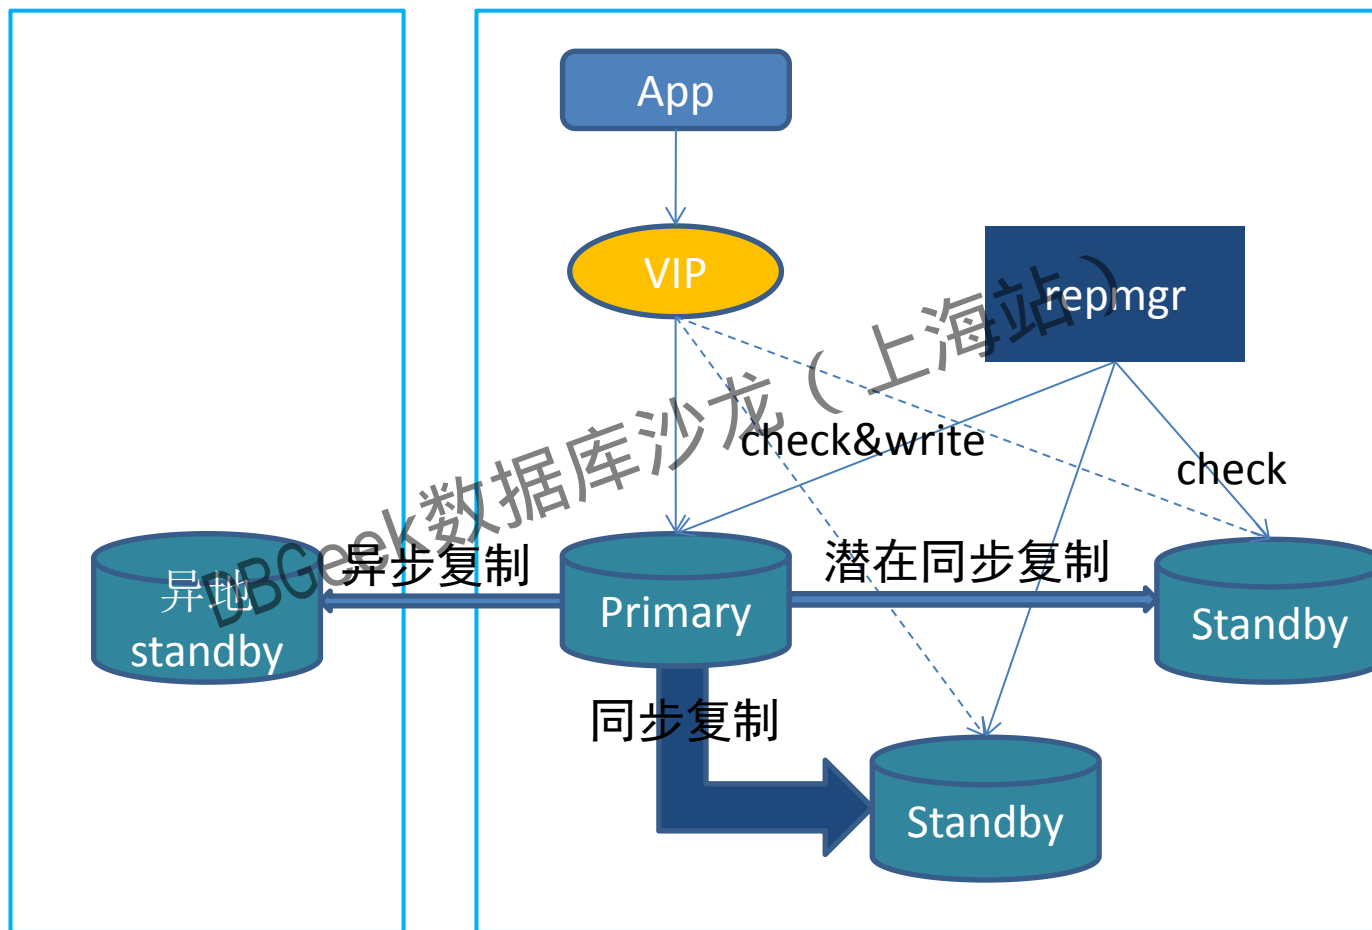 App
VIP
repmgr
check&write
check
异步复制
潜在同步复制
异地
standby
Primary
Standby
同步复制
Standby
DBGeek数据库沙龙（上海站）